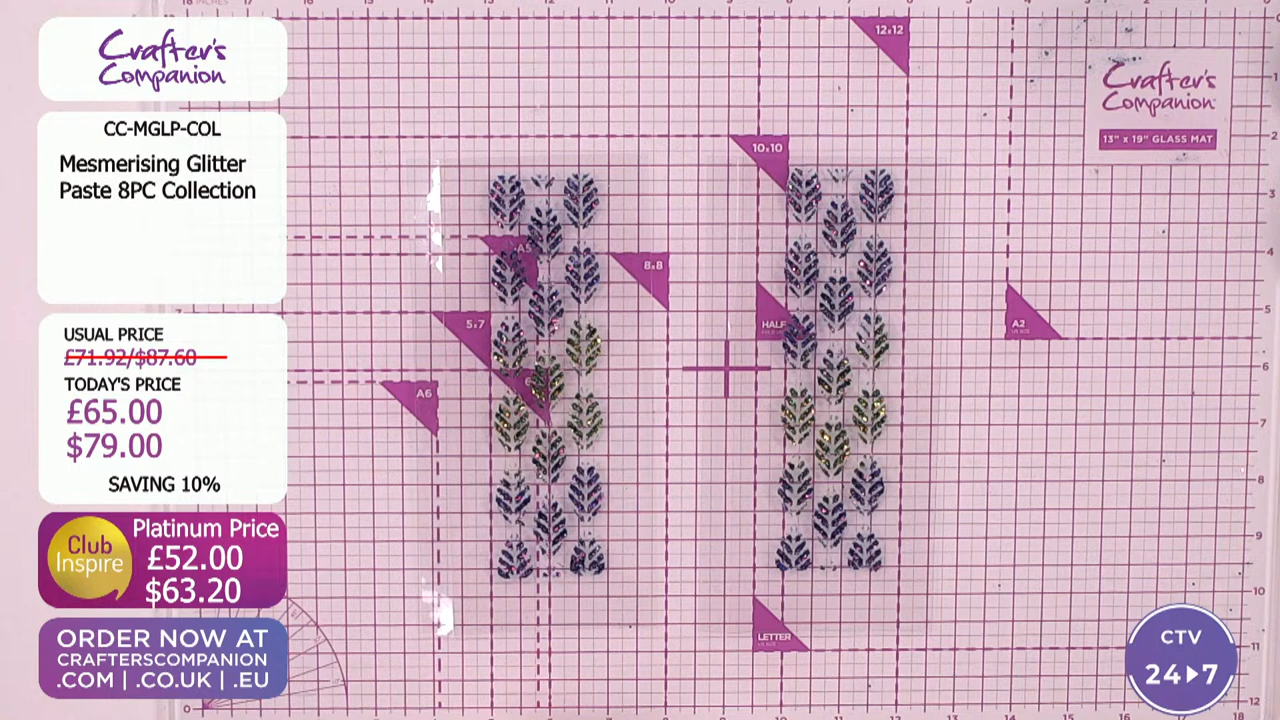 Crafter's
Companion
CC-MGLP-COL
Mesmerising Glitter
Paste 8PC Collection
USUAL PRICE
£71.92/$87.60
TODAY'S PRICE
£65.00
$79.00
SAVING 10%
Club
Inspire
Platinum Price
£52.00
$63.20
ORDER NOW AT
CRAFTERSCOMPANION
.COM | .CO.UK | .EU
12x12
Crafter's
Companion
13" x 19" GLASS MAT
10x10
A5
8x8
5x7
HALF
A2
A6
LETTER
CTV
24▶7